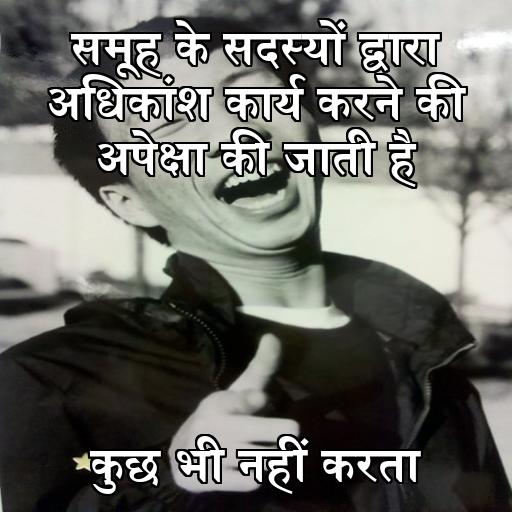 समूह के सदस्यों द्वारा
अधिकांश कार्य करने की
अपेक्षा की जाती है
कुछ भी नहीं करता